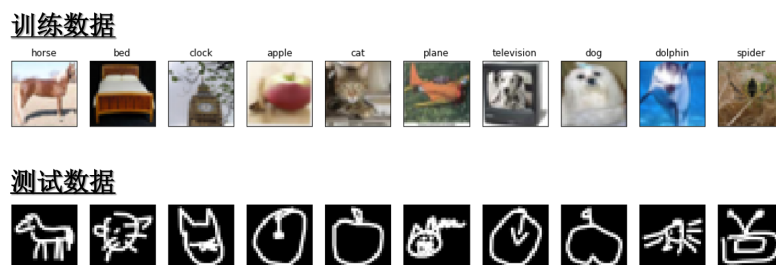 训练数据
horse bed clock apple cat plane television dog dolphin spider
测试数据